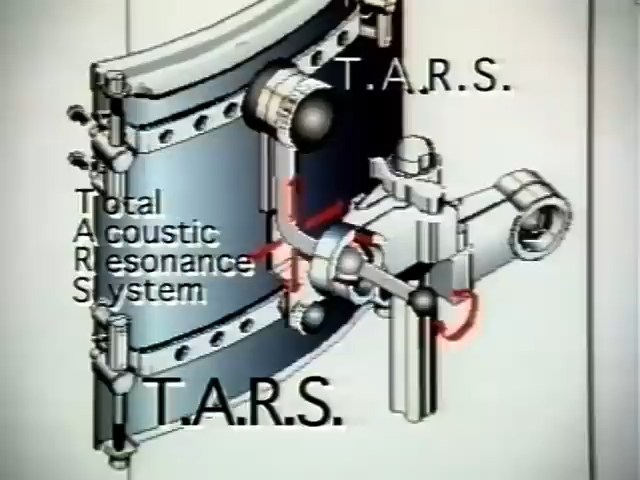 T.A.R.S.
Total
Acoustic
Resonance
System
T.A.R.S.